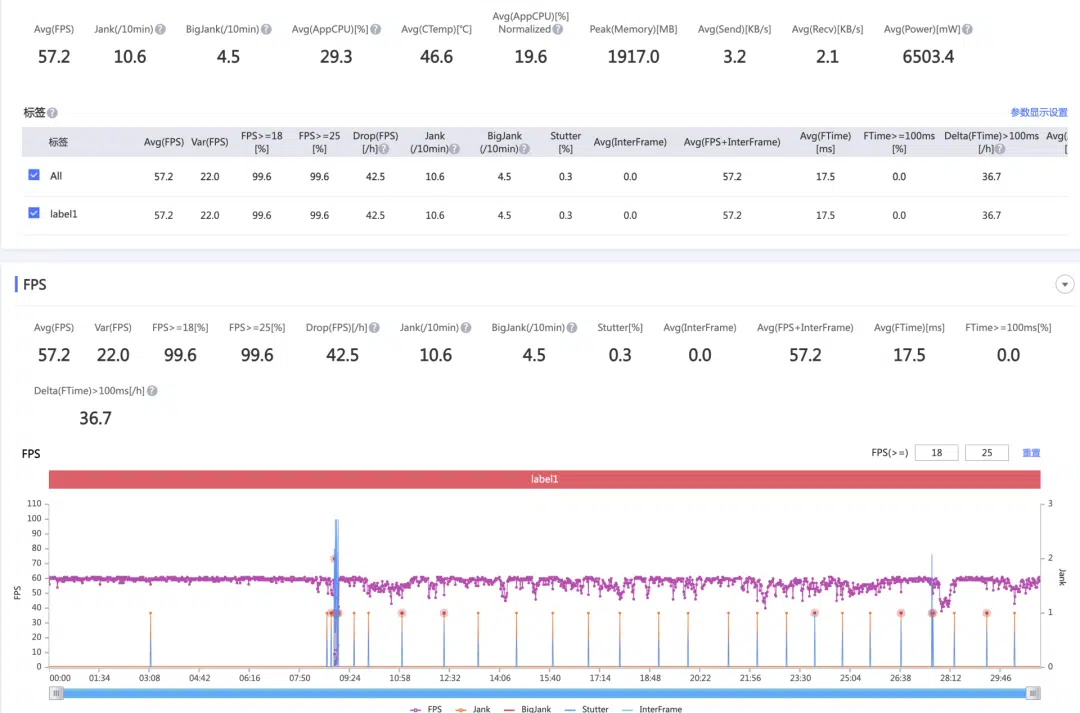 Avg(FPS) Jank(/10min) BigJank(/10min) Avg(AppCPU)[%] Avg(CTemp)[℃] Avg(AppCPU)[%] Normalized Peak(Memory)[MB] Avg(Send)[KB/s] Avg(Recv)[KB/s] Avg(Power)[mW]
57.2 10.6 4.5 29.3 46.6 19.6 1917.0 3.2 2.1 6503.4
标签 参数显示设置
标签 Avg(FPS) Var(FPS) FPS>=18 [%] FPS>=25 [%] Drop(FPS) [/h] Jank (/10min) BigJank (/10min) Stutter [%] Avg(InterFrame) Avg(FPS+InterFrame) Avg(FTime) [ms] FTime>=100ms [%] Delta(FTime)>100ms [/h]
All 57.2 22.0 99.6 99.6 42.5 10.6 4.5 0.3 0.0 57.2 17.5 0.0 36.7
label1 57.2 22.0 99.6 99.6 42.5 10.6 4.5 0.3 0.0 57.2 17.5 0.0 36.7
FPS
Avg(FPS) Var(FPS) FPS>=18[%] FPS>=25[%] Drop(FPS)[/h] Jank(/10min) BigJank(/10min) Stutter[%] Avg(InterFrame) Avg(FPS+InterFrame) Avg(FTime)[ms] FTime>=100ms[%]
57.2 22.0 99.6 99.6 42.5 10.6 4.5 0.3 0.0 57.2 17.5 0.0
Delta(FTime)>100ms[/h]
36.7
FPS FPS(>=) 18 25 重置
label1
110 3
100
90
80
70 2
60
50
FPS Jank
40 1
30
20
10
0 0
00:00 01:34 03:08 04:42 06:16 07:50 09:24 10:58 12:32 14:06 15:40 17:14 18:48 20:22 21:56 23:30 25:04 26:38 28:12 29:46
FPS Jank BigJank Stutter InterFrame